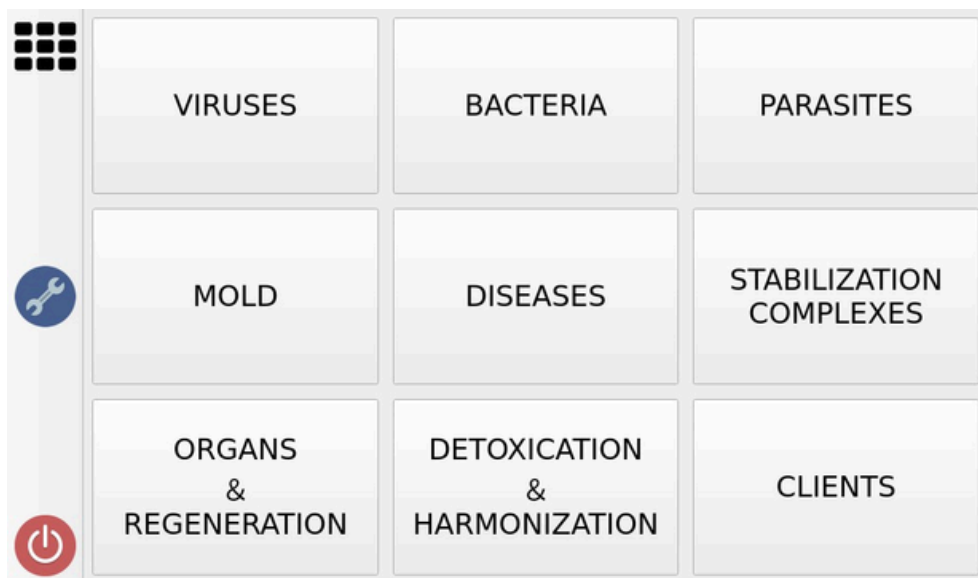 VIRUSES
BACTERIA
PARASITES
MOLD
DISEASES
STABILIZATION
COMPLEXES
ORGANS
&
REGENERATION
DETOXICATION
&
HARMONIZATION
CLIENTS